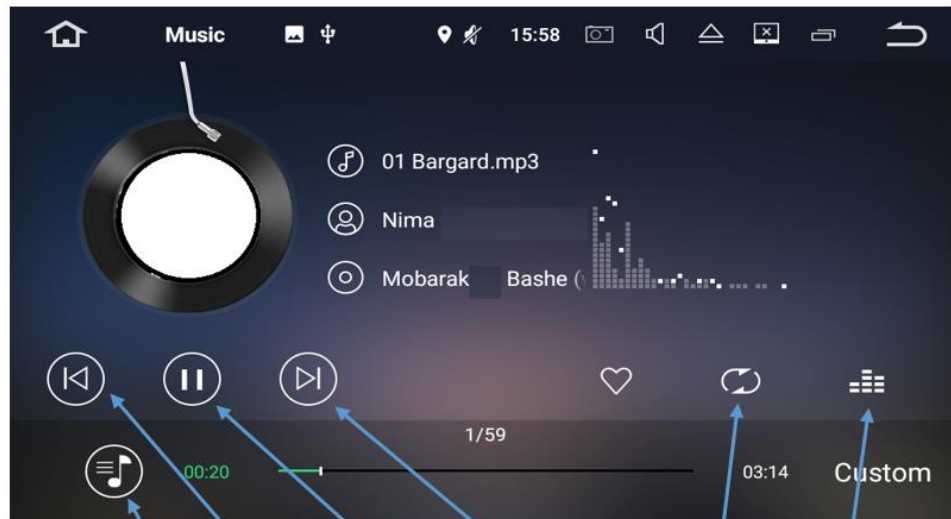 Music 15:58
01 Bargard.mp3
Nima
Mobarak Bashe (
1/59
00:20 03:14 Custom